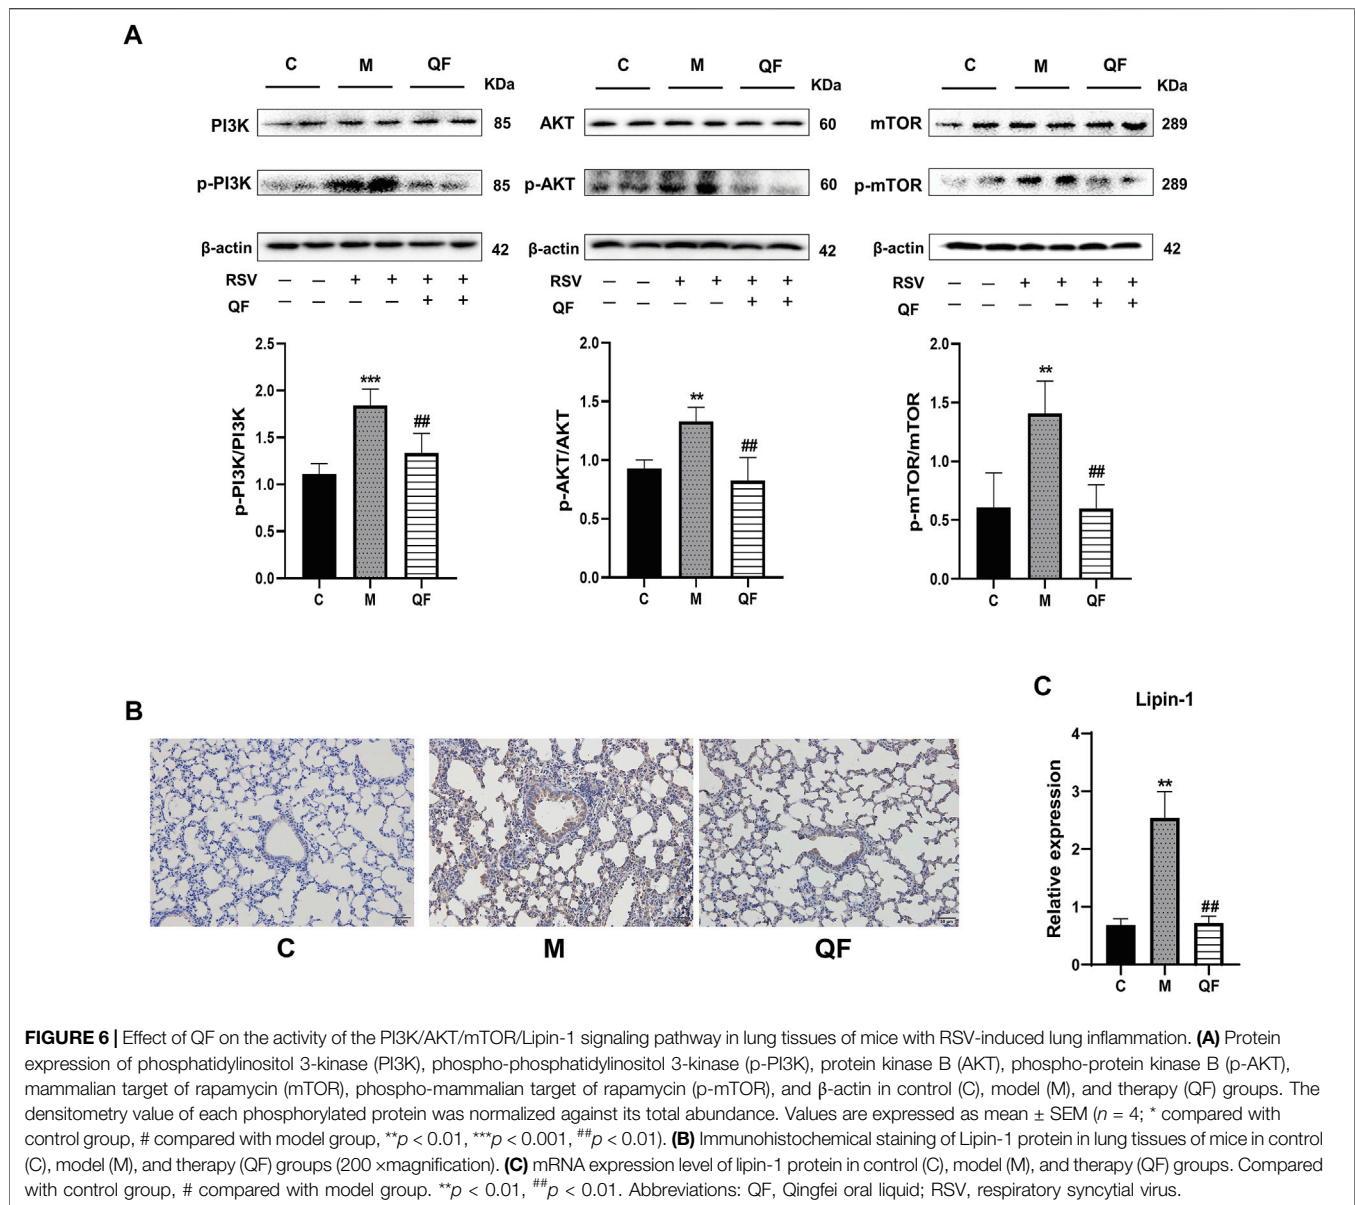 A
C M QF KDa
C M QF KDa
C M QF KDa
PI3K 85
AKT 60
mTOR 289
p-PI3K 85
p-AKT 60
p-mTOR 289
β-actin 42
β-actin 42
β-actin 42
RSV — — + + + +
RSV — — + + + +
RSV — — + + + +
QF — — — — + +
QF — — — — + +
QF — — — — + +
p-PI3K/PI3K
2.5
2.0
1.5
1.0
0.5
0.0
***
##
C M QF
p-AKT/AKT
2.0
1.5
1.0
0.5
0.0
**
##
C M QF
p-mTOR/mTOR
2.0
1.5
1.0
0.5
0.0
**
##
C M QF
B
C M QF
C
Lipin-1
Relative expression
4
3
2
1
0
**
##
C M QF
FIGURE 6 | Effect of QF on the activity of the PI3K/AKT/mTOR/Lipin-1 signaling pathway in lung tissues of mice with RSV-induced lung inflammation. (A) Protein
expression of phosphatidylinositol 3-kinase (PI3K), phospho-phosphatidylinositol 3-kinase (p-PI3K), protein kinase B (AKT), phospho-protein kinase B (p-AKT),
mammalian target of rapamycin (mTOR), phospho-mammalian target of rapamycin (p-mTOR), and β-actin in control (C), model (M), and therapy (QF) groups. The
densitometry value of each phosphorylated protein was normalized against its total abundance. Values are expressed as mean ± SEM (n = 4; * compared with
control group, # compared with model group, **p < 0.01, ***p < 0.001, ##p < 0.01). (B) Immunohistochemical staining of Lipin-1 protein in lung tissues of mice in control
(C), model (M), and therapy (QF) groups (200 ×magnification). (C) mRNA expression level of lipin-1 protein in control (C), model (M), and therapy (QF) groups. Compared
with control group, # compared with model group. **p < 0.01, ##p < 0.01. Abbreviations: QF, Qingfei oral liquid; RSV, respiratory syncytial virus.